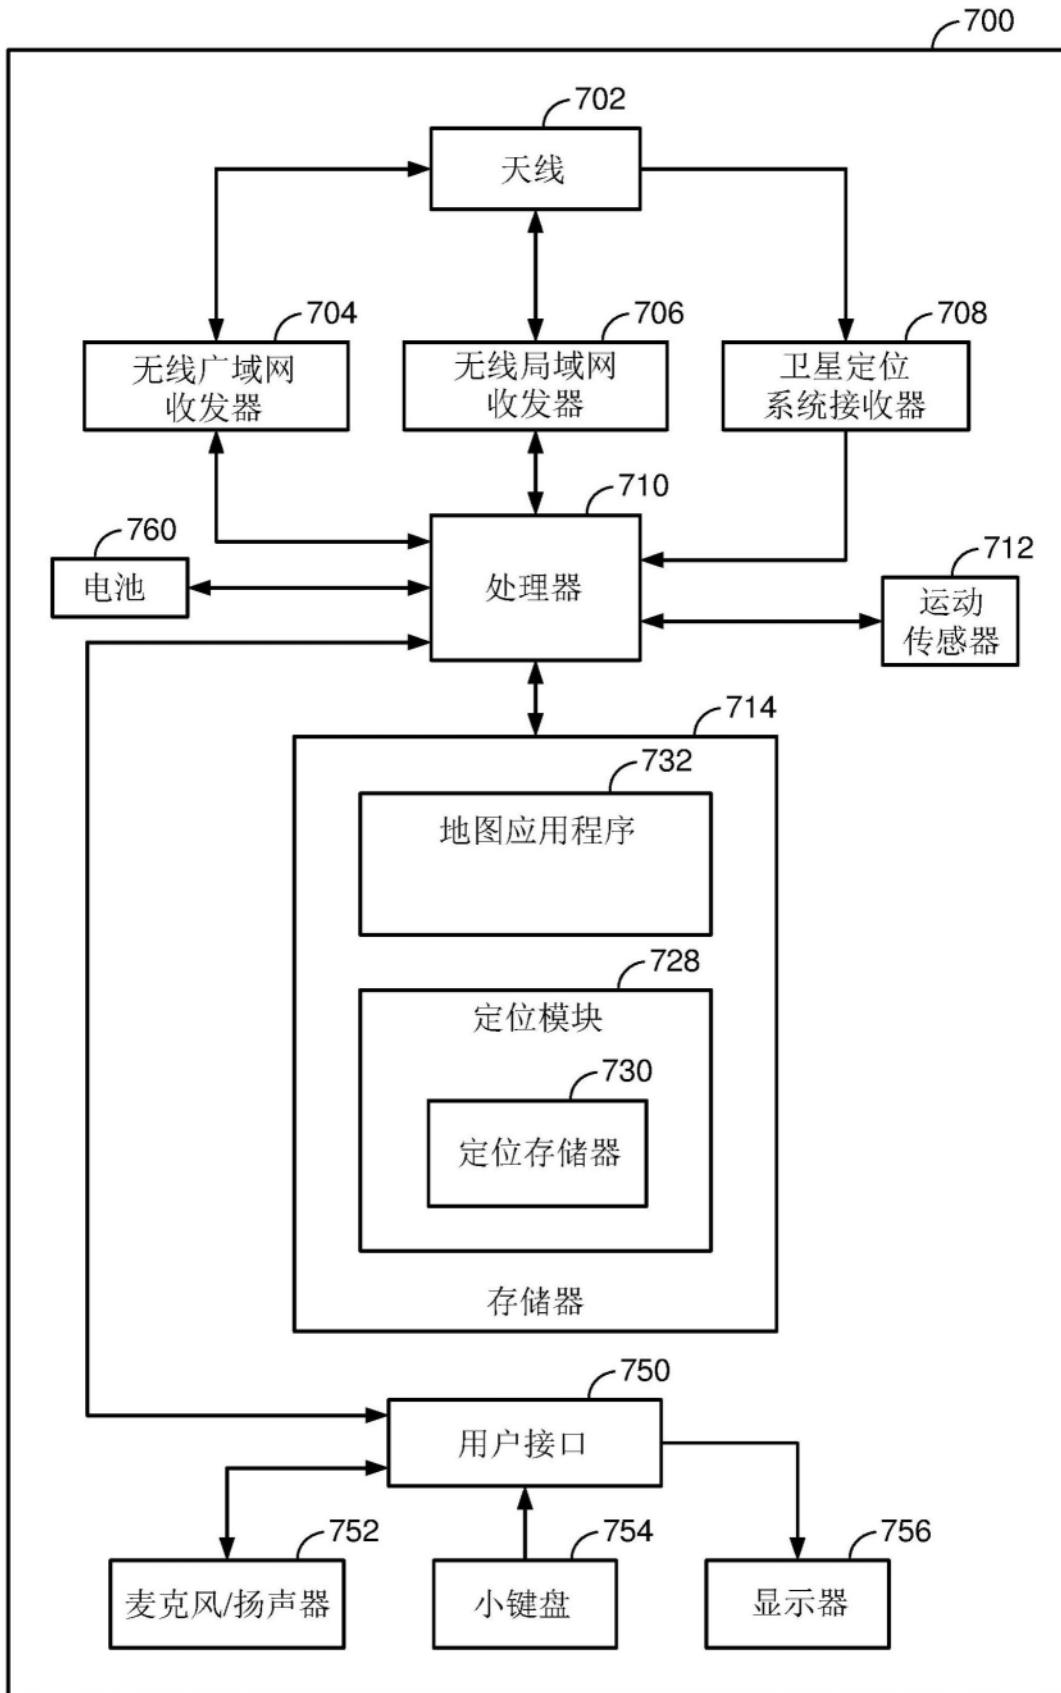 700
702
天线
704
无线广域网
收发器
706
无线局域网
收发器
708
卫星定位
系统接收器
710
处理器
760
电池
712
运动
传感器
714
732
地图应用程序
728
定位模块
730
定位存储器
存储器
750
用户接口
752
麦克风/扬声器
754
小键盘
756
显示器